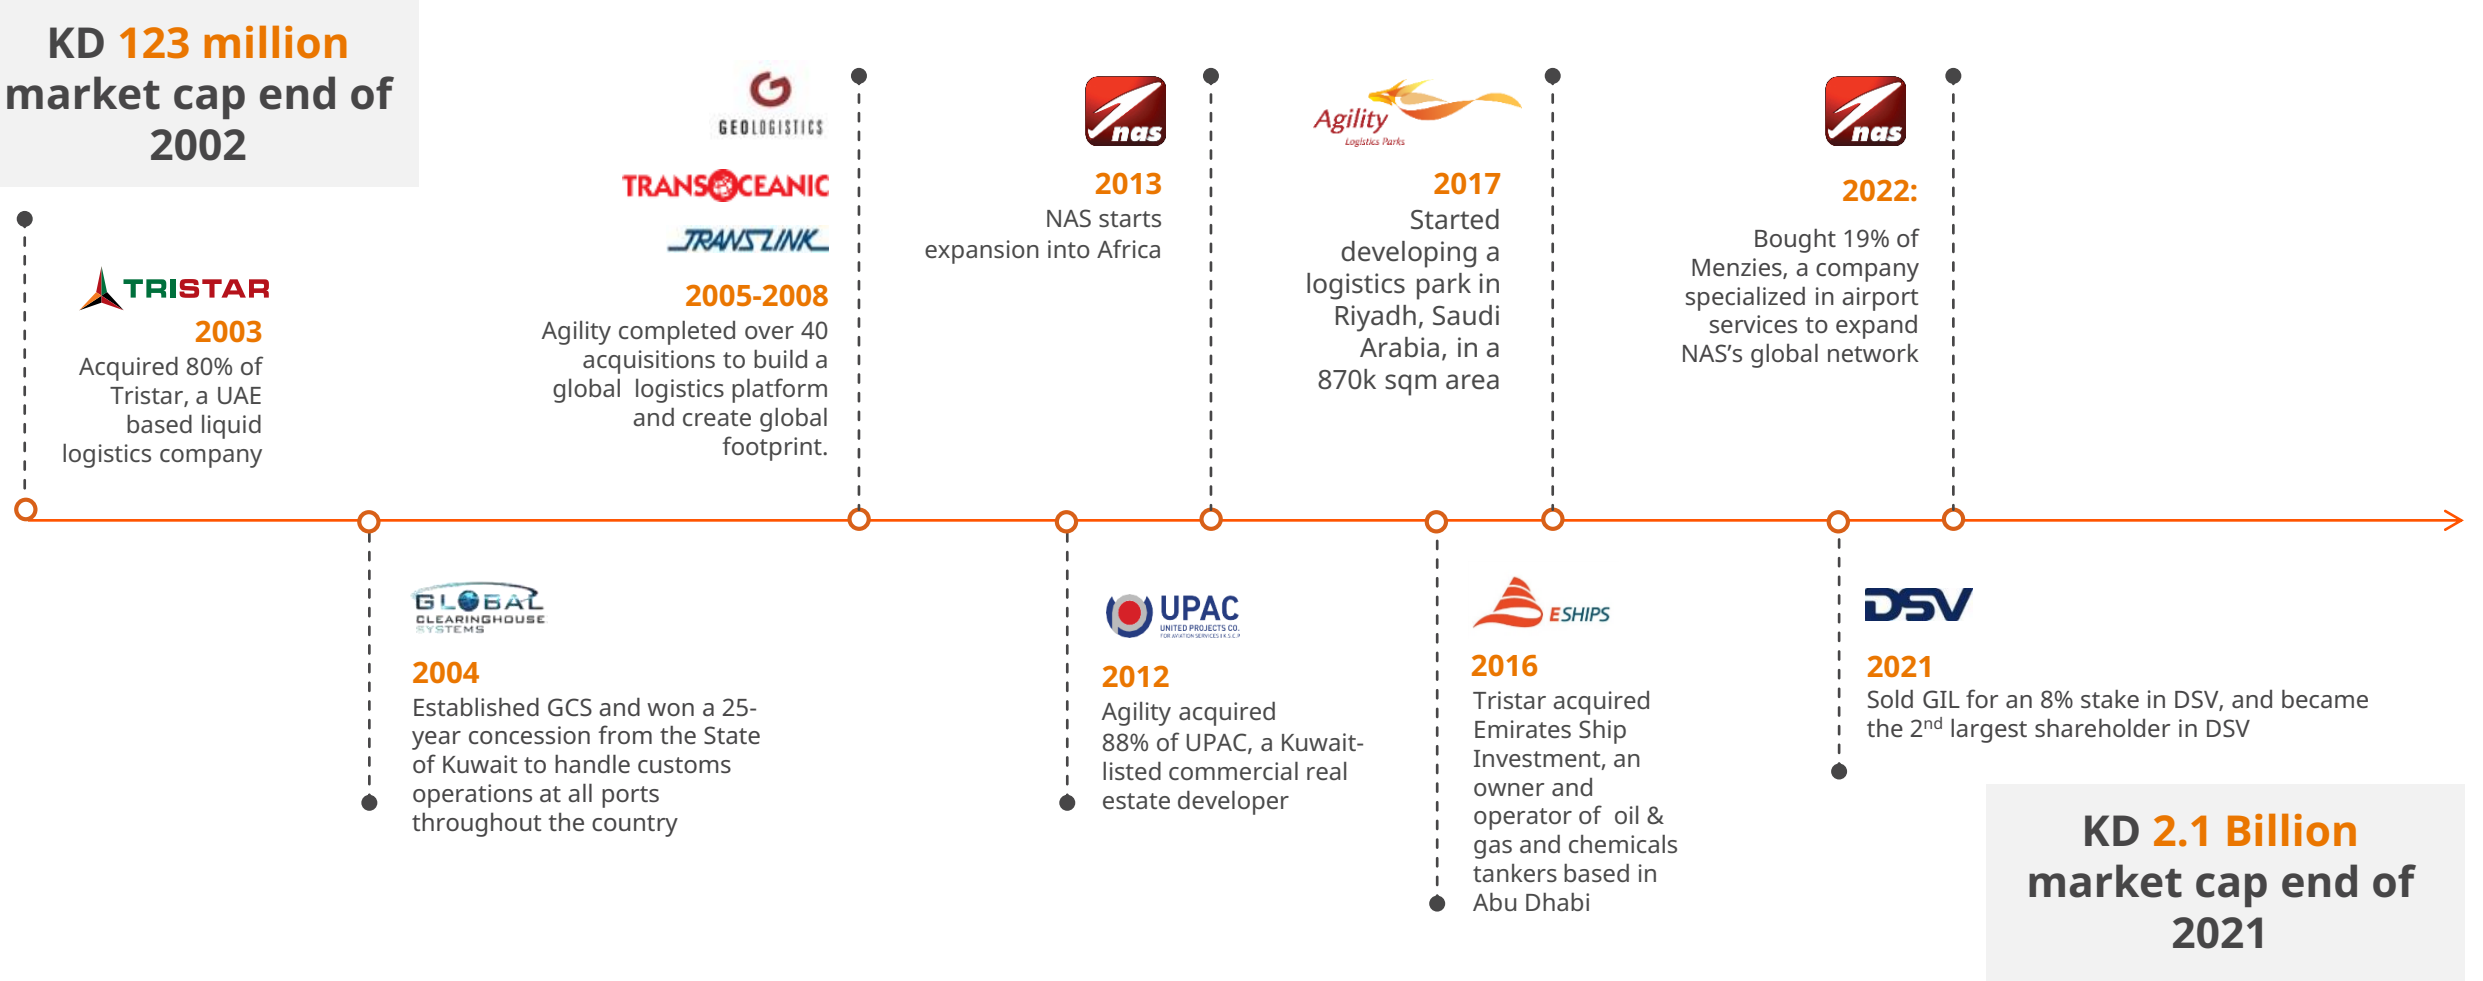 KD 123 million
market cap end of
2002
TRISTAR
2003
Acquired 80% of
Tristar, a UAE
based liquid
logistics company
GLOBAL
CLEARINGHOUSE
SYSTEMS
2004
Established GCS and won a 25-
year concession from the State
of Kuwait to handle customs
operations at all ports
throughout the country
GEOLOGISTICS
TRANSOCEANIC
TRANSLINK
2005-2008
Agility completed over 40
acquisitions to build a
global logistics platform
and create global
footprint.
UPAC
UNITED PROJECTS CO.
FOR AVIATION SERVICES K.S.C.P
2012
Agility acquired
88% of UPAC, a Kuwait-
listed commercial real
estate developer
nas
2013
NAS starts
expansion into Africa
ESHIPS
2016
Tristar acquired
Emirates Ship
Investment, an
owner and
operator of oil &
gas and chemicals
tankers based in
Abu Dhabi
Agility
Logistics Parks
2017
Started
developing a
logistics park in
Riyadh, Saudi
Arabia, in a
870k sqm area
DSV
2021
Sold GIL for an 8% stake in DSV, and became
the 2nd largest shareholder in DSV
nas
2022:
Bought 19% of
Menzies, a company
specialized in airport
services to expand
NAS’s global network
KD 2.1 Billion
market cap end of
2021